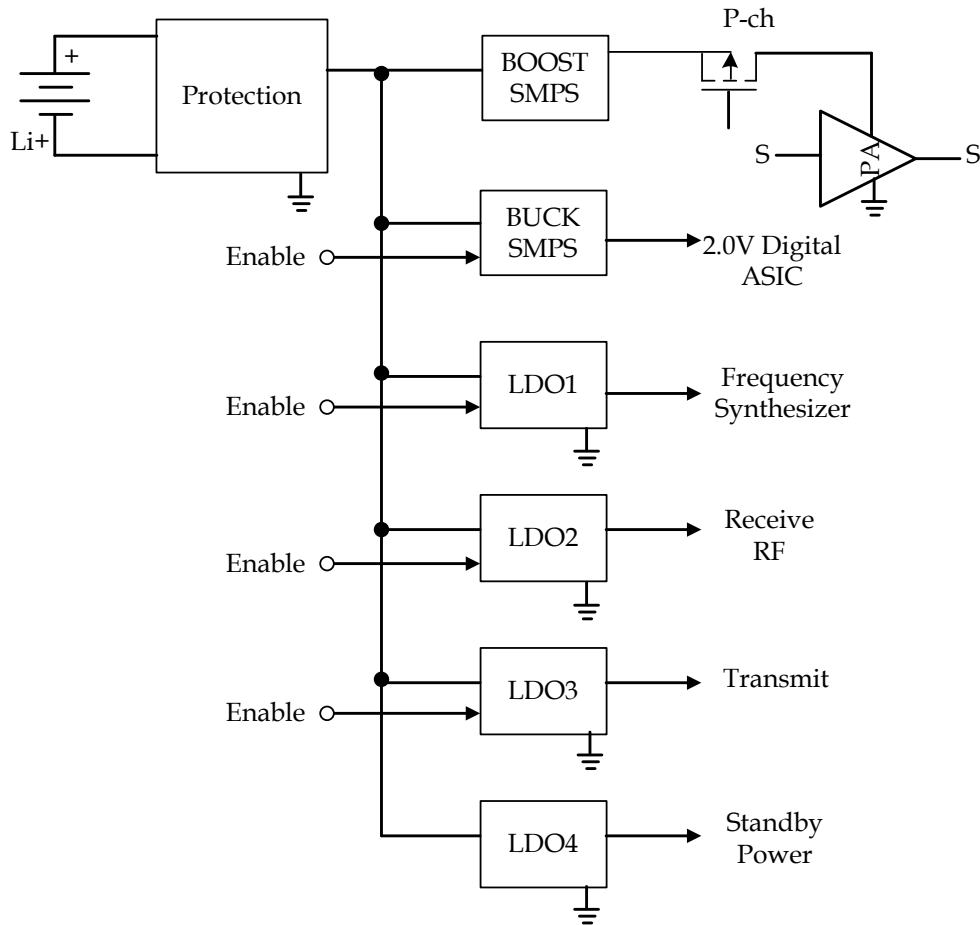 P-ch
+
Li+
Protection
BOOST
SMPS
S
PA
S
Enable
BUCK
SMPS
2.0V Digital
ASIC
Enable
LDO1
Frequency
Synthesizer
Enable
LDO2
Receive
RF
Enable
LDO3
Transmit
LDO4
Standby
Power